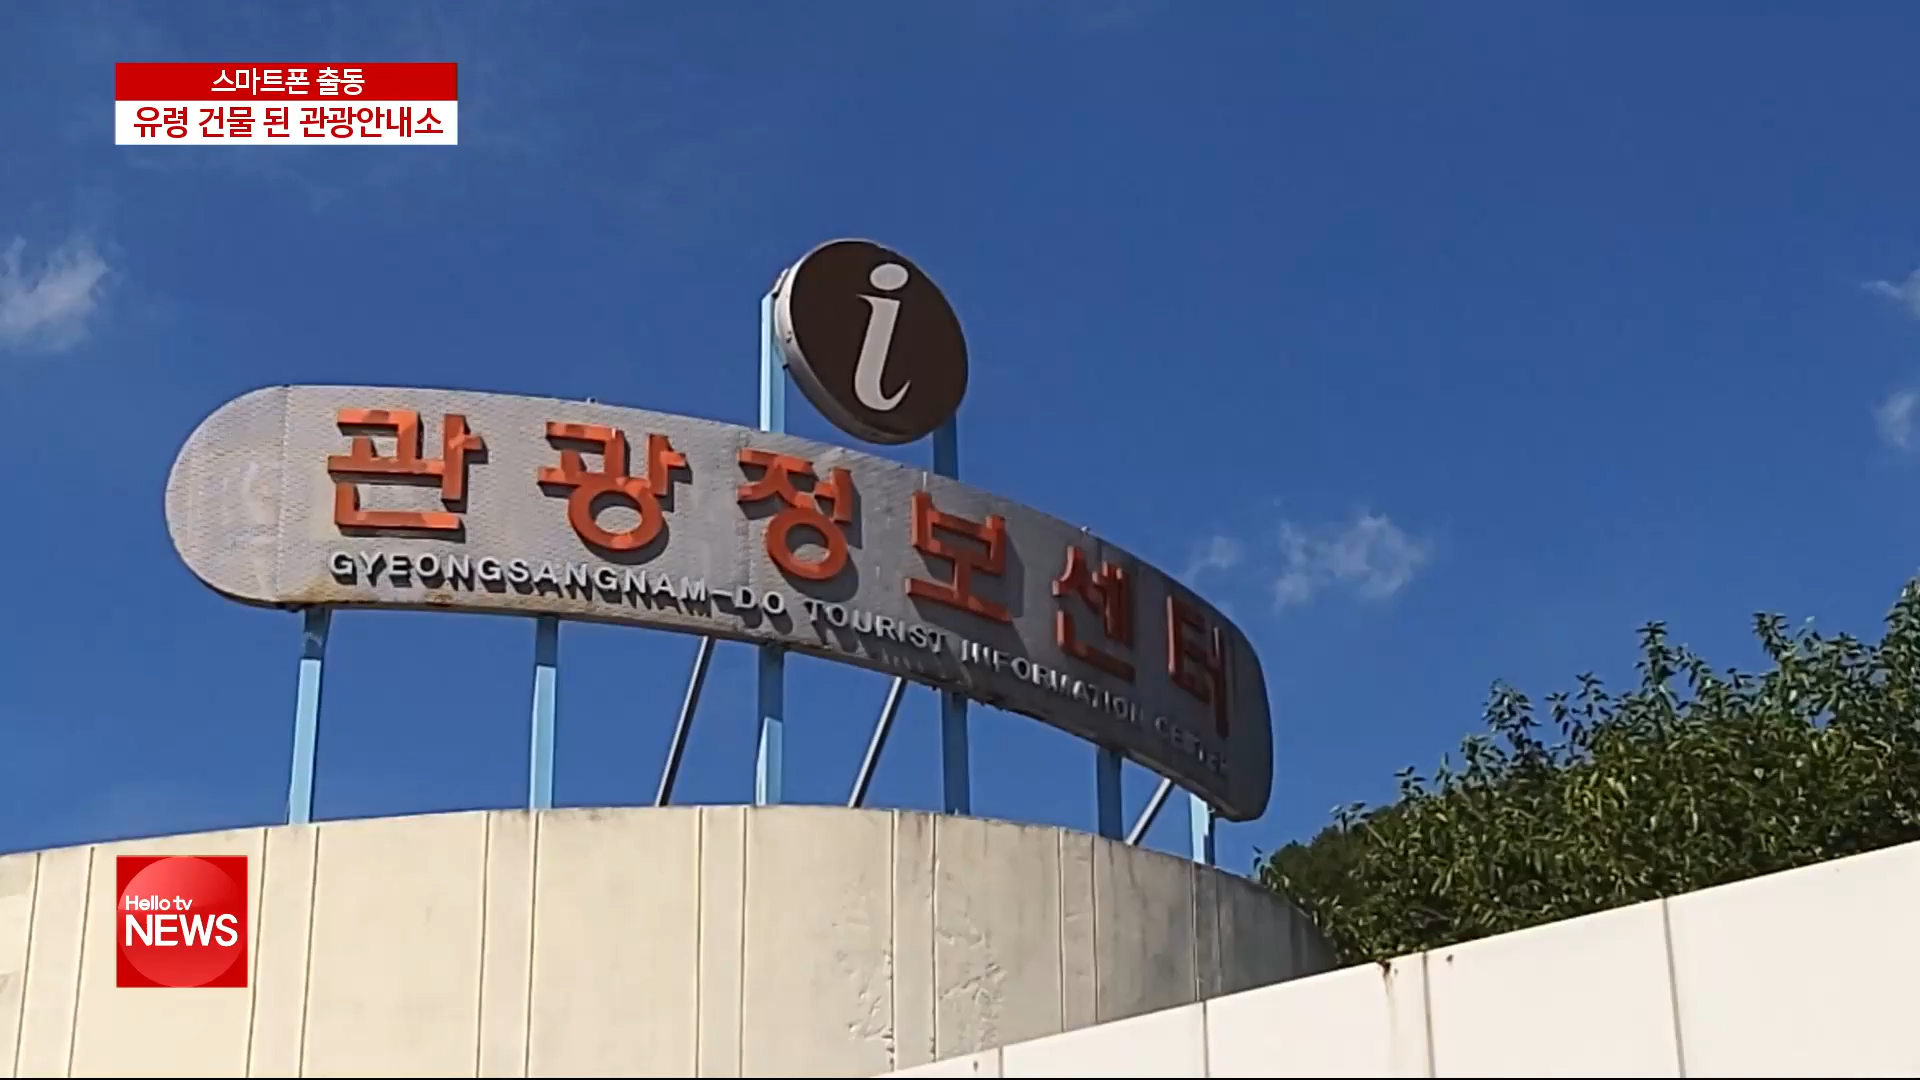 스마트폰 출동
유령 건물 된 관광안내소
i
관광정보센터
GYEONGSANGNAM-DO TOURIST INFORMATION CENTER
Hello tv
NEWS